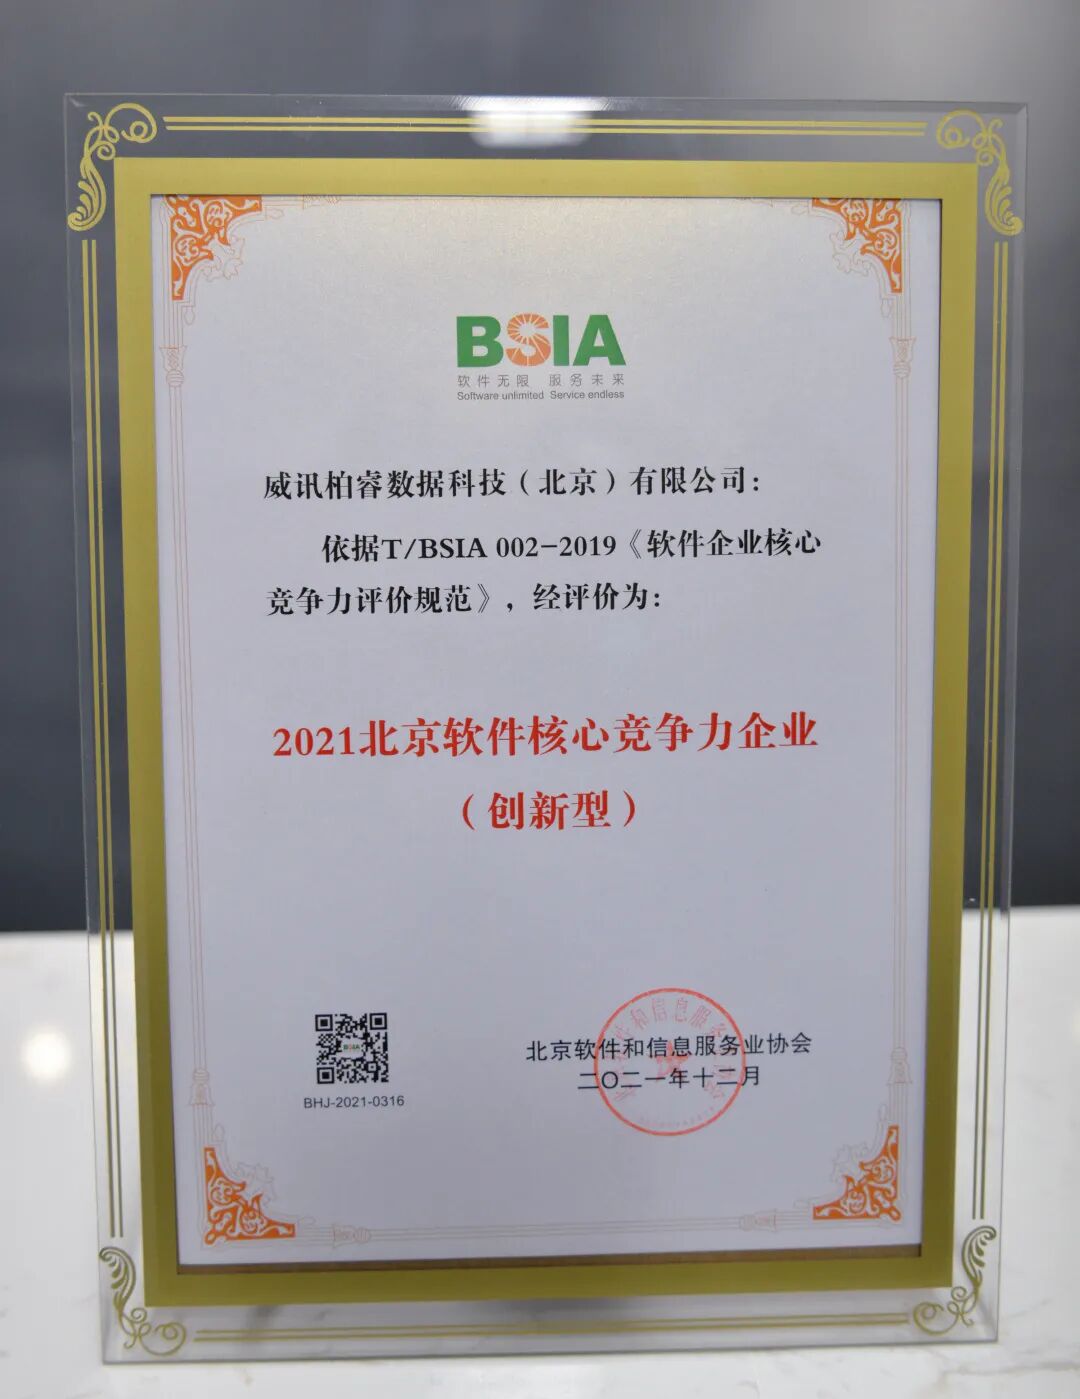 BSIA
软件无限 服务未来
Software unlimited Service endless
威讯柏睿数据科技（北京）有限公司：
依据T/BSIA 002-2019《软件企业核心
竞争力评价规范》，经评价为：
2021北京软件核心竞争力企业
（创新型）
BSIA
BHJ-2021-0316
北京软件和信息服务业协会
二〇二一年十二月